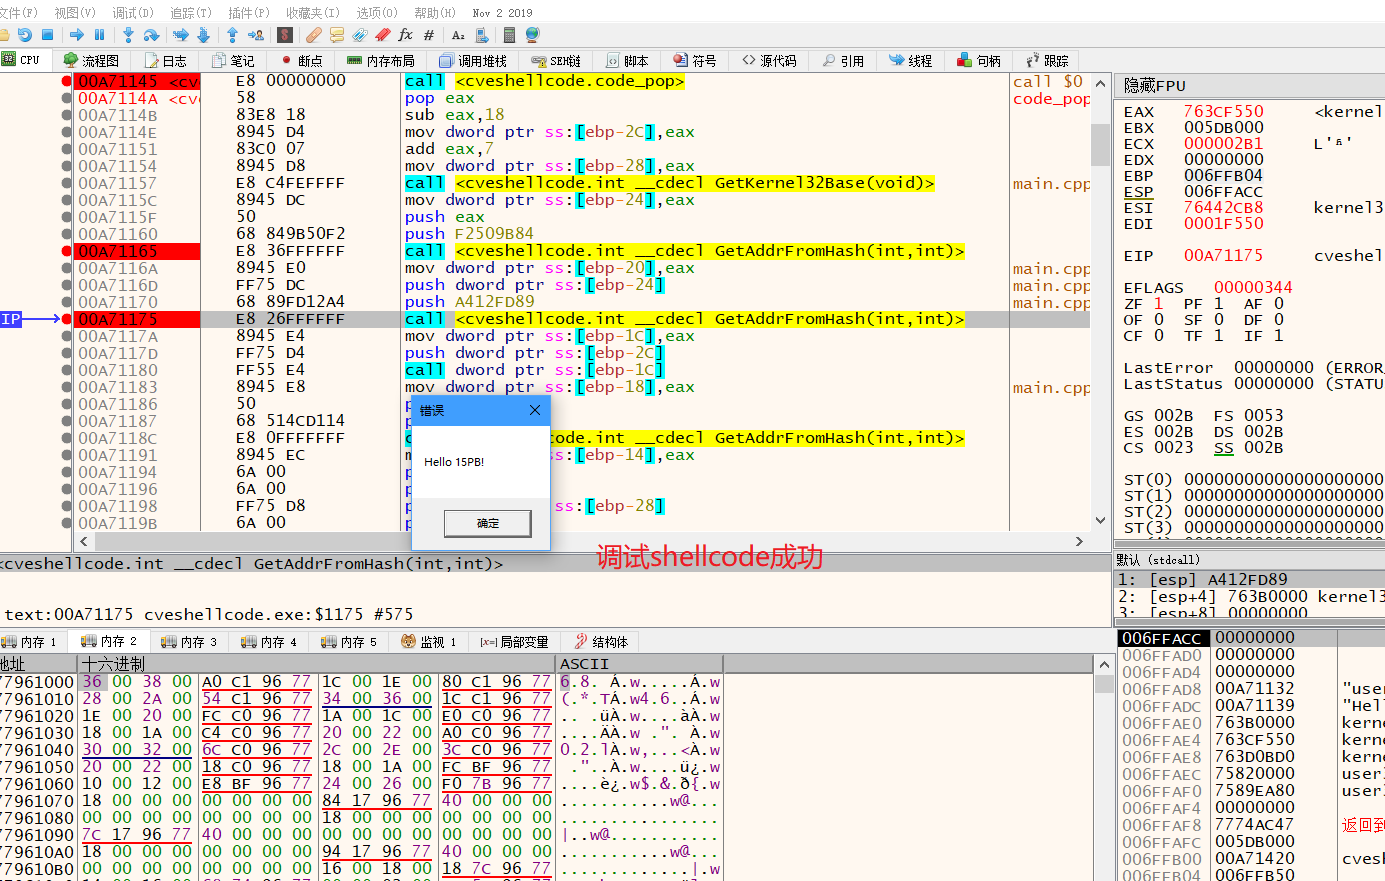 文件(F) 视图(V) 调试(D) 追踪(T) 插件(P) 收藏夹(I) 选项(O) 帮助(H) Nov 2 2019
CPU 流程图 日志 笔记 断点 内存布局 调用堆栈 SEH链 脚本 符号 源代码 引用 线程 句柄 跟踪
00A71145 <cv E8 00000000 call <cveshellcode.code_pop> call $0
00A7114A <cv 58 pop eax code_pop
00A7114B 83E8 18 sub eax,18
00A7114E 8945 D4 mov dword ptr ss:[ebp-2C],eax
00A71151 83C0 07 add eax,7
00A71154 8945 D8 mov dword ptr ss:[ebp-28],eax
00A71157 E8 C4FEFFFF call <cveshellcode.int __cdecl GetKernel32Base(void)> main.cpp
00A7115C 8945 DC mov dword ptr ss:[ebp-24],eax
00A7115F 50 push eax
00A71160 68 849B50F2 push F2509B84
00A71165 E8 36FFFFFF call <cveshellcode.int __cdecl GetAddrFromHash(int,int)>
00A7116A 8945 E0 mov dword ptr ss:[ebp-20],eax main.cpp
00A7116D FF75 DC push dword ptr ss:[ebp-24] main.cpp
00A71170 68 89FD12A4 push A412FD89 main.cpp
IP 00A71175 E8 26FFFFFF call <cveshellcode.int __cdecl GetAddrFromHash(int,int)>
00A7117A 8945 E4 mov dword ptr ss:[ebp-1C],eax
00A7117D FF75 D4 push dword ptr ss:[ebp-2C]
00A71180 FF55 E4 call dword ptr ss:[ebp-1C]
00A71183 8945 E8 mov dword ptr ss:[ebp-18],eax main.cpp
00A71186 50 p
00A71187 68 514CD114 p
00A7118C E8 0FFFFFFF code.int __cdecl GetAddrFromHash(int,int)>
00A71191 8945 EC m ss:[ebp-14],eax
00A71194 6A 00 p
00A71196 6A 00 p
00A71198 FF75 D8 p ss:[ebp-28]
00A7119B 6A 00 p
错误
Hello 15PB!
确定
调试shellcode成功
隐藏FPU
EAX 763CF550 <kernel
EBX 005DB000
ECX 000002B1
EDX 00000000
EBP 006FFB04
ESP 006FFACC
ESI 76442CB8 kernel3
EDI 0001F550
EIP 00A71175 cveshell
EFLAGS 00000344
ZF 1 PF 1 AF 0
OF 0 SF 0 DF 0
CF 0 TF 1 IF 1
LastError 00000000 (ERROR
LastStatus 00000000 (STATU
GS 002B FS 0053
ES 002B DS 002B
CS 0023 SS 002B
ST(0) 00000000000000000000
ST(1) 00000000000000000000
ST(2) 00000000000000000000
ST(3) 00000000000000000000
<cveshellcode.int __cdecl GetAddrFromHash(int,int)>
text:00A71175 cveshellcode.exe:$1175 #575
默认 (stdcall)
1: [esp] A412FD89
2: [esp+4] 763B0000 kernel3
3: [esp+8] 00000000
内存 1 内存 2 内存 3 内存 4 内存 5 监视 1 [x=]局部变量 结构体
地址 十六进制 ASCII
77961000 36 00 38 00 A0 C1 96 77 1C 00 1E 00 80 C1 96 77 6.8. Á.w.....Á.w
77961010 28 00 2A 00 54 C1 96 77 34 00 36 00 1C C1 96 77 (.*.TÁ.w4.6..Á.w
77961020 1E 00 20 00 FC C0 96 77 1A 00 1C 00 E0 C0 96 77 .. .üÀ.w....àÀ.w
77961030 18 00 1A 00 C4 C0 96 77 20 00 22 00 A0 C0 96 77 ....ÄÀ.w .". À.w
77961040 30 00 32 00 6C C0 96 77 2C 00 2E 00 3C C0 96 77 0.2.lÀ.w,...<À.w
77961050 20 00 22 00 18 C0 96 77 18 00 1A 00 FC BF 96 77 ."..À.w....ü¿.w
77961060 10 00 12 00 E8 BF 96 77 24 00 26 00 F0 7B 96 77 ....è¿.w$.&.ð{.w
77961070 18 00 00 00 00 00 00 00 84 17 96 77 40 00 00 00 ...........w@...
77961080 00 00 00 00 00 00 00 00 18 00 00 00 00 00 00 00 ................
77961090 7C 17 96 77 40 00 00 00 00 00 00 00 00 00 00 00 |..w@...........
779610A0 18 00 00 00 00 00 00 00 94 17 96 77 40 00 00 00 ...........w@...
779610B0 00 00 00 00 00 00 00 00 16 00 18 00 18 7C 96 77 .............|.w
006FFACC 00000000
006FFAD0 00000000
006FFAD4 00000000
006FFAD8 00A71132 "user
006FFADC 00A71139 "Hell
006FFAE0 763B0000 kerne
006FFAE4 763CF550 kerne
006FFAE8 763D0BD0 kerne
006FFAEC 75820000 user3
006FFAF0 7589EA80 user3
006FFAF4 00000000
006FFAF8 7774AC47 返回到
006FFAFC 005DB000
006FFB00 00A71420 cvesh
006FFB04 006FFB50